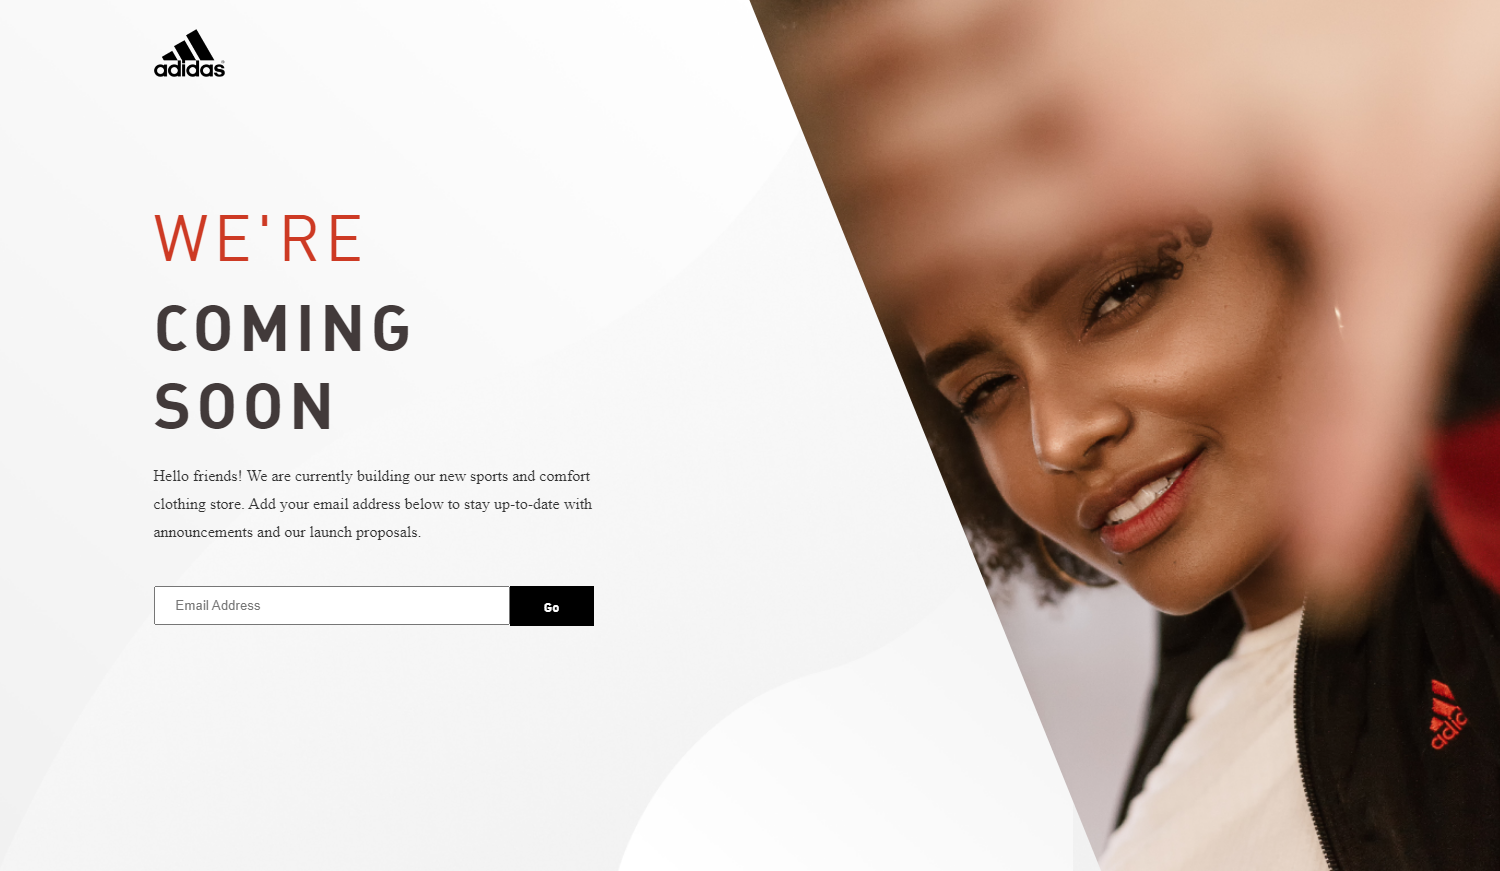 adidas
WE'RE
COMING
SOON
Hello friends! We are currently building our new sports and comfort
clothing store. Add your email address below to stay up-to-date with
announcements and our launch proposals.
Email Address
Go
adid